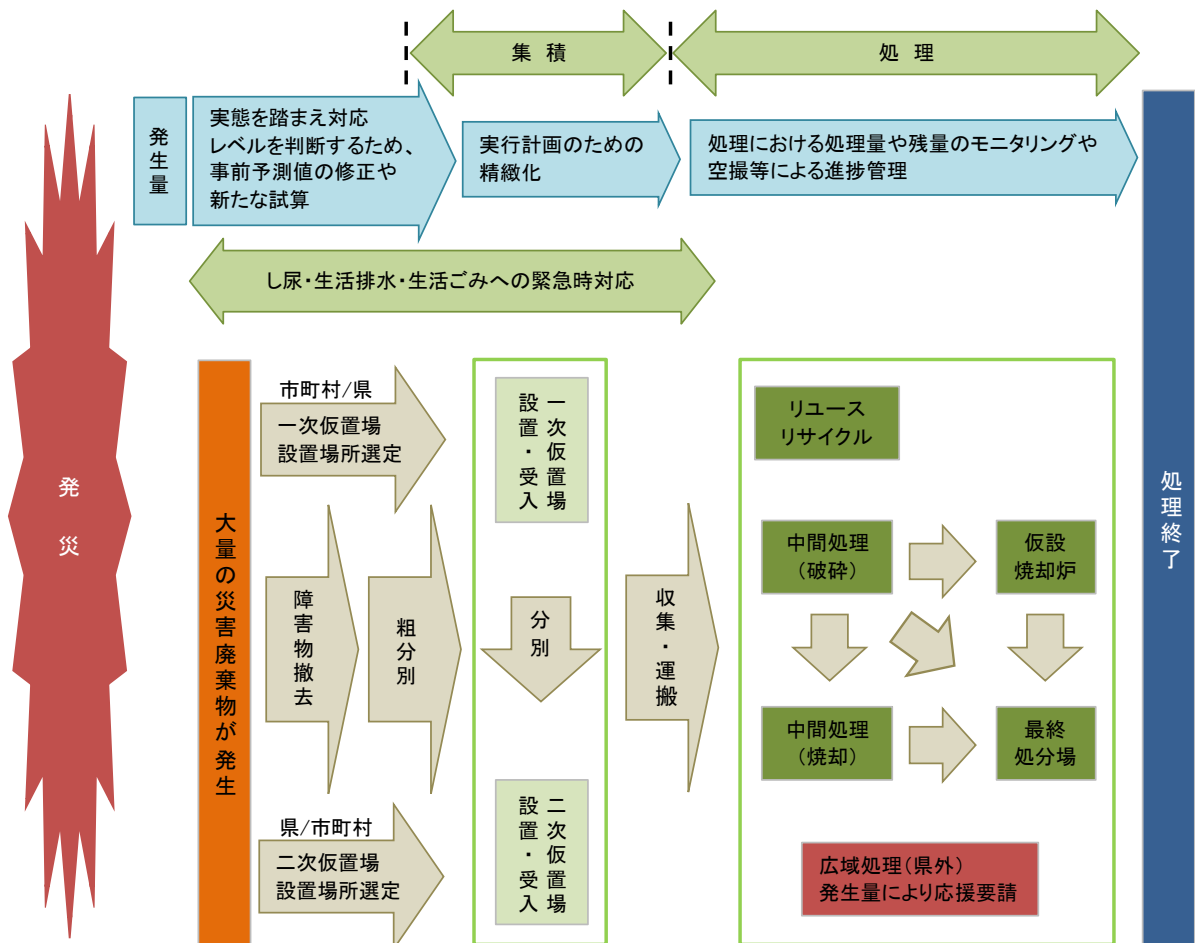 集 積
処 理
発生量
実態を踏まえ対応
レベルを判断するため、
事前予測値の修正や
新たな試算
実行計画のための
精緻化
処理における処理量や残量のモニタリングや
空撮等による進捗管理
し尿・生活排水・生活ごみへの緊急時対応
発災
大量の災害廃棄物が発生
市町村/県
一次仮置場
設置場所選定
障害物撤去
粗分別
県/市町村
二次仮置場
設置場所選定
一次仮置場
設置・受入
分別
二次仮置場
設置・受入
収集・運搬
リユース
リサイクル
中間処理
(破砕)
仮設
焼却炉
中間処理
(焼却)
最終
処分場
広域処理(県外)
発生量により応援要請
処理終了